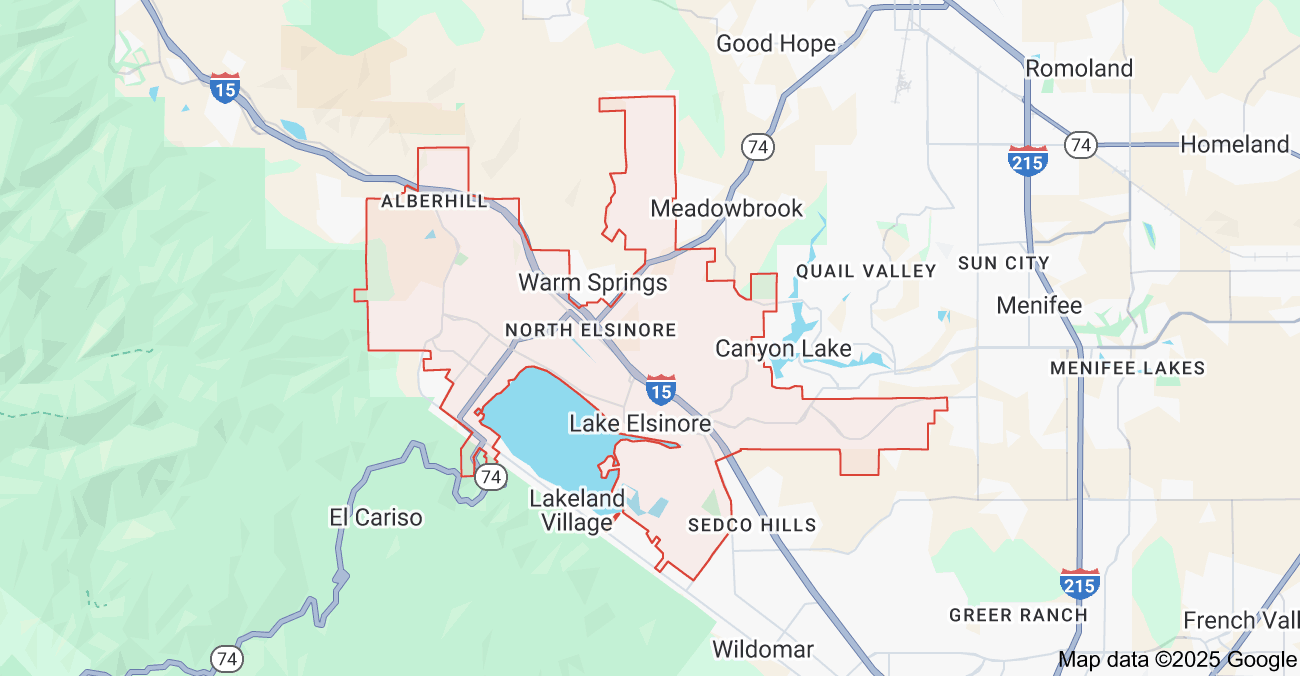 Good Hope
Romoland
15
74
74
Homeland
215
ALBERHILL
Meadowbrook
QUAIL VALLEY
SUN CITY
Warm Springs
Menifee
NORTH ELSINORE
Canyon Lake
MENIFEE LAKES
15
Lake Elsinore
74
Lakeland
Village
El Cariso
SEDCO HILLS
215
GREER RANCH
French Vall
Wildomar
74
Map data ©2025 Google